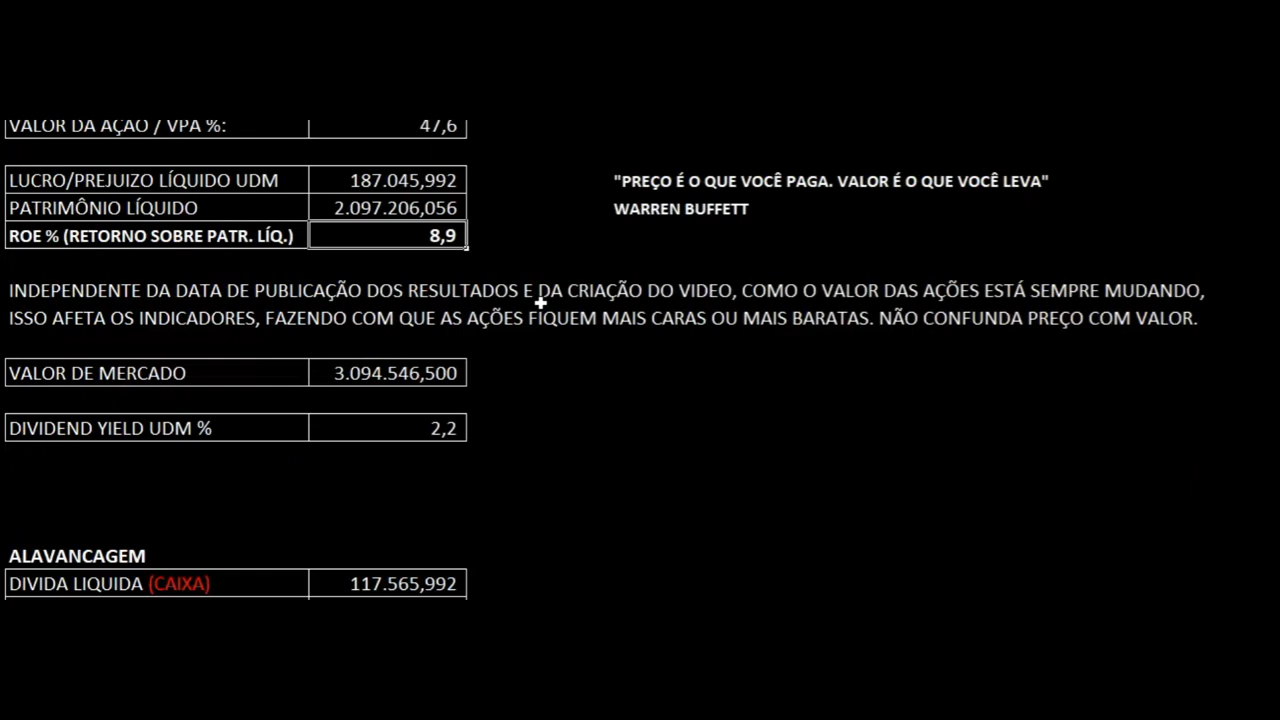 VALOR DA AÇÃO / VPA %: 47,6
LUCRO/PREJUIZO LÍQUIDO UDM 187.045,992
"PREÇO É O QUE VOCÊ PAGA. VALOR É O QUE VOCÊ LEVA"
PATRIMÔNIO LÍQUIDO 2.097.206,056
WARREN BUFFETT
ROE % (RETORNO SOBRE PATR. LÍQ.) 8,9
INDEPENDENTE DA DATA DE PUBLICAÇÃO DOS RESULTADOS E DA CRIAÇÃO DO VIDEO, COMO O VALOR DAS AÇÕES ESTÁ SEMPRE MUDANDO,
ISSO AFETA OS INDICADORES, FAZENDO COM QUE AS AÇÕES FIQUEM MAIS CARAS OU MAIS BARATAS. NÃO CONFUNDA PREÇO COM VALOR.
VALOR DE MERCADO 3.094.546,500
DIVIDEND YIELD UDM % 2,2
ALAVANCAGEM
DIVIDA LIQUIDA (CAIXA) 117.565,992